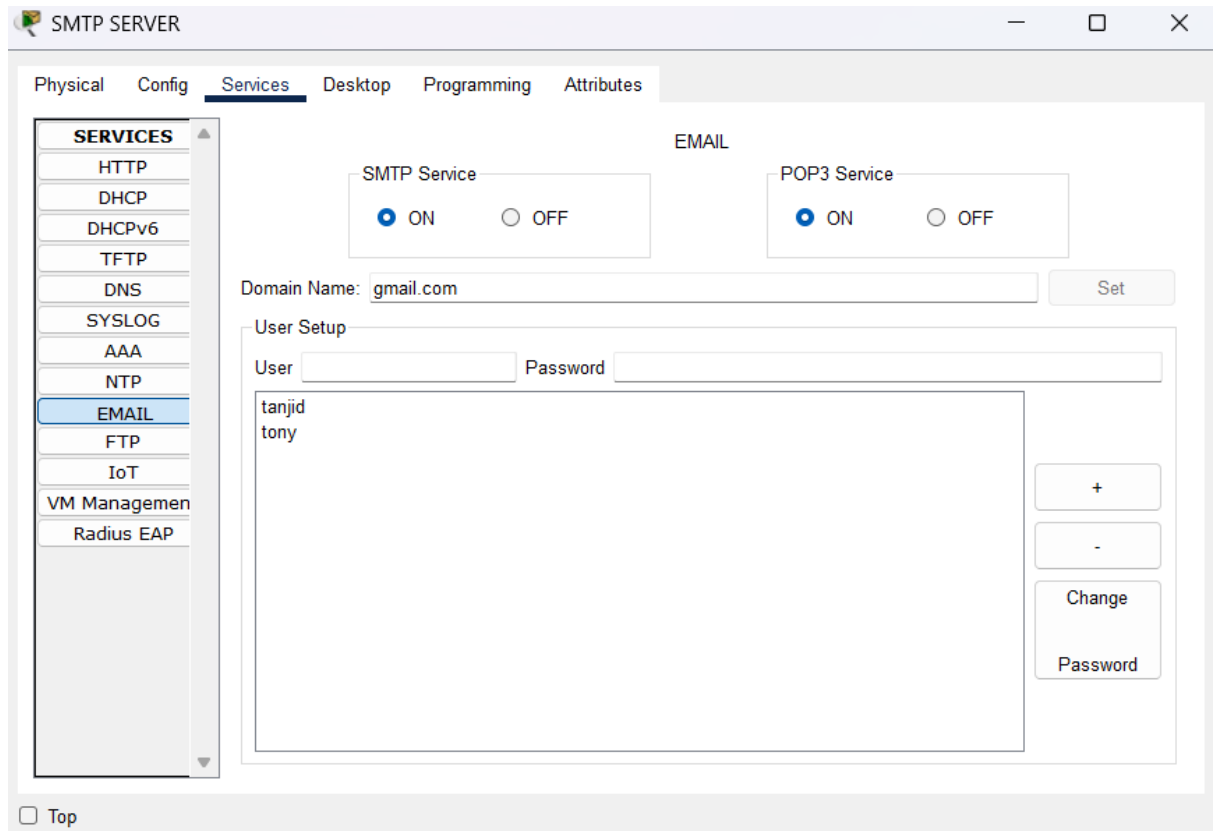 SMTP SERVER
Physical Config Services Desktop Programming Attributes
SERVICES
HTTP
DHCP
DHCPv6
TFTP
DNS
SYSLOG
AAA
NTP
EMAIL
FTP
IoT
VM Managemen
Radius EAP
EMAIL
SMTP Service
ON OFF
POP3 Service
ON OFF
Domain Name: gmail.com Set
User Setup
User Password
tanjid
tony
+
-
Change
Password
Top